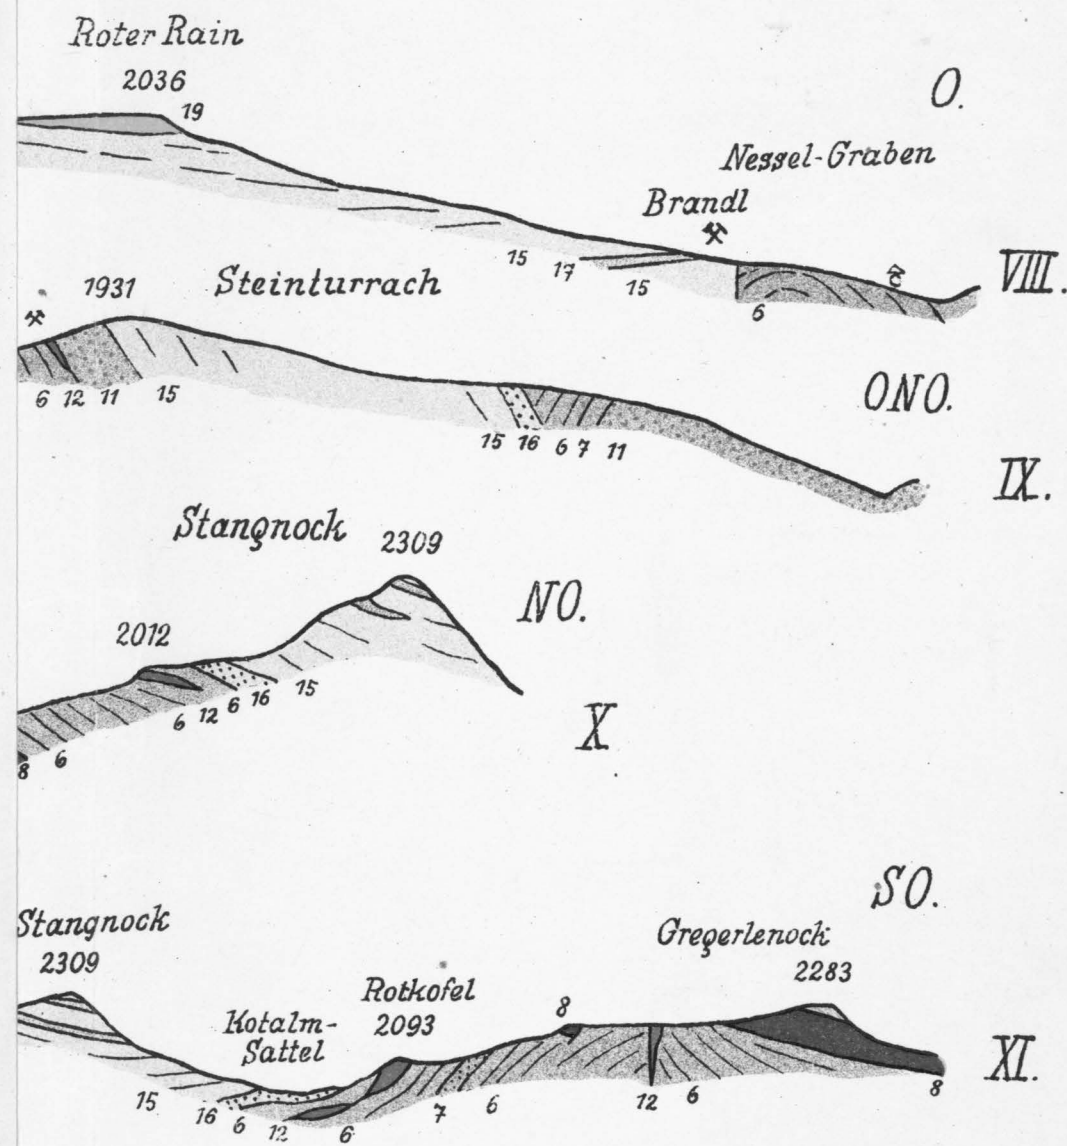 Roter Rain
2036
O.
19
Nessel-Graben
Brandl
15 17 15 6
VIII.
1931 Steinturrach
6 12 11 15
ONO.
15 16 6 7 11
IX.
Stangnock 2309
NO.
2012
6 12 6 16 15
8 6
X
SO.
Stangnock
2309
Gregerlenock
2283
Rotkofel
2093
8
Kotalm-
Sattel
XI.
15 16 6 12 6 7 6 12 6 8